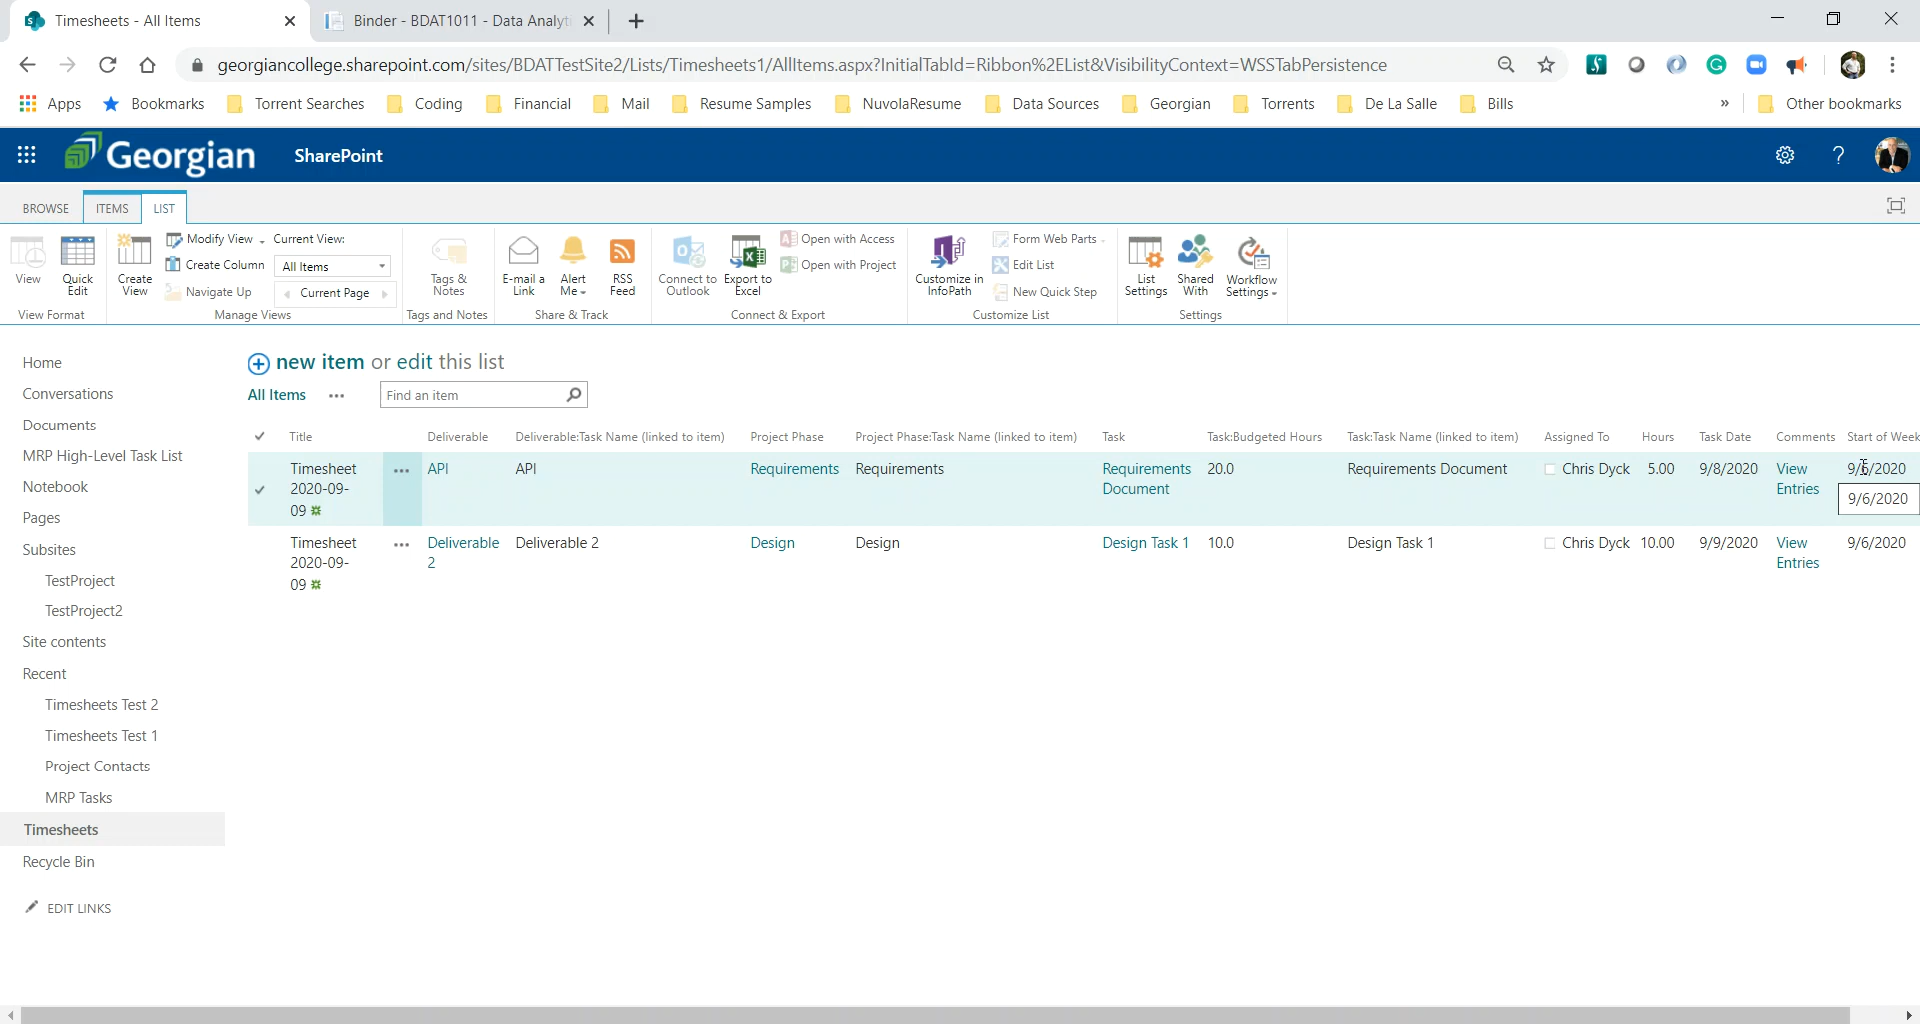 Timesheets - All Items
Binder - BDAT1011 - Data Analyti
georgiancollege.sharepoint.com/sites/BDATTestSite2/Lists/Timesheets1/AllItems.aspx?InitialTabId=Ribbon%2EList&VisibilityContext=WSSTabPersistence
Apps Bookmarks Torrent Searches Coding Financial Mail Resume Samples NuvolaResume Data Sources Georgian Torrents De La Salle Bills » Other bookmarks
Georgian SharePoint ?
BROWSE ITEMS LIST
View
Quick Edit
Create View
Modify View
Create Column
Navigate Up
Current View:
All Items
Current Page
Tags & Notes
E-mail a Link
Alert Me
RSS Feed
Connect to Outlook
Export to Excel
Open with Access
Open with Project
Customize in InfoPath
Form Web Parts
Edit List
New Quick Step
List Settings
Shared With
Workflow Settings
View Format Manage Views Tags and Notes Share & Track Connect & Export Customize List Settings
Home
Conversations
Documents
MRP High-Level Task List
Notebook
Pages
Subsites
TestProject
TestProject2
Site contents
Recent
Timesheets Test 2
Timesheets Test 1
Project Contacts
MRP Tasks
Timesheets
Recycle Bin
EDIT LINKS
new item or edit this list
All Items ... Find an item
Title Deliverable Deliverable:Task Name (linked to item) Project Phase Project Phase:Task Name (linked to item) Task Task:Budgeted Hours Task:Task Name (linked to item) Assigned To Hours Task Date Comments Start of Week
Timesheet ... API API Requirements Requirements Requirements 20.0 Requirements Document Chris Dyck 5.00 9/8/2020 View 9/6/2020
2020-09- Document Entries
9/6/2020
09
Timesheet ... Deliverable Deliverable 2 Design Design Design Task 1 10.0 Design Task 1 Chris Dyck 10.00 9/9/2020 View 9/6/2020
2020-09- 2 Entries
09